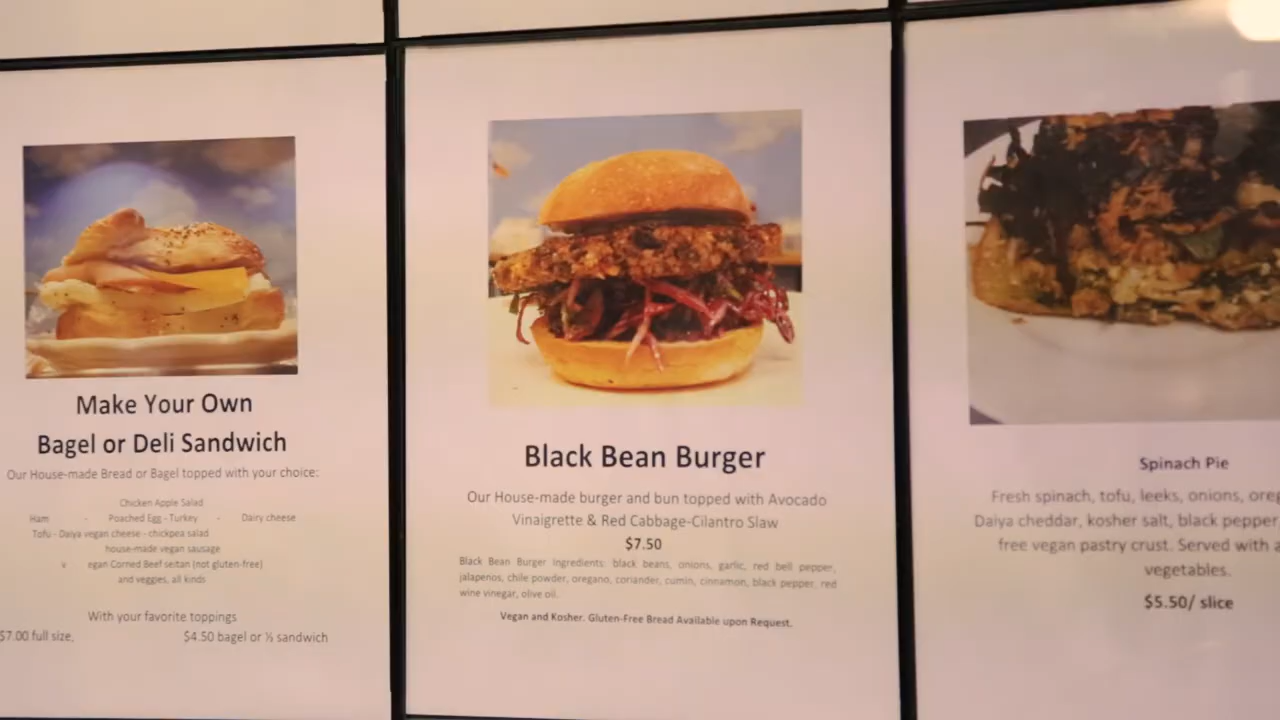 Make Your Own
Bagel or Deli Sandwich
Our House-made Bread or Bagel topped with your choice:
Chicken Apple Salad
Ham - Poached Egg - Turkey - Dairy cheese
Tofu - Daiya vegan cheese - chickpea salad
house-made vegan sausage
v egan Corned Beef seitan (not gluten-free)
and veggies, all kinds
With your favorite toppings
$7.00 full size, $4.50 bagel or ½ sandwich
Black Bean Burger
Our House-made burger and bun topped with Avocado
Vinaigrette & Red Cabbage-Cilantro Slaw
$7.50
Black Bean Burger Ingredients: black beans, onions, garlic, red bell pepper,
jalapenos, chile powder, oregano, coriander, cumin, cinnamon, black pepper, red
wine vinegar, olive oil.
Vegan and Kosher. Gluten-Free Bread Available upon Request.
Spinach Pie
Fresh spinach, tofu, leeks, onions,
Daiya cheddar, kosher salt, black pepper
free vegan pastry crust. Served with
vegetables.
$5.50/ slice